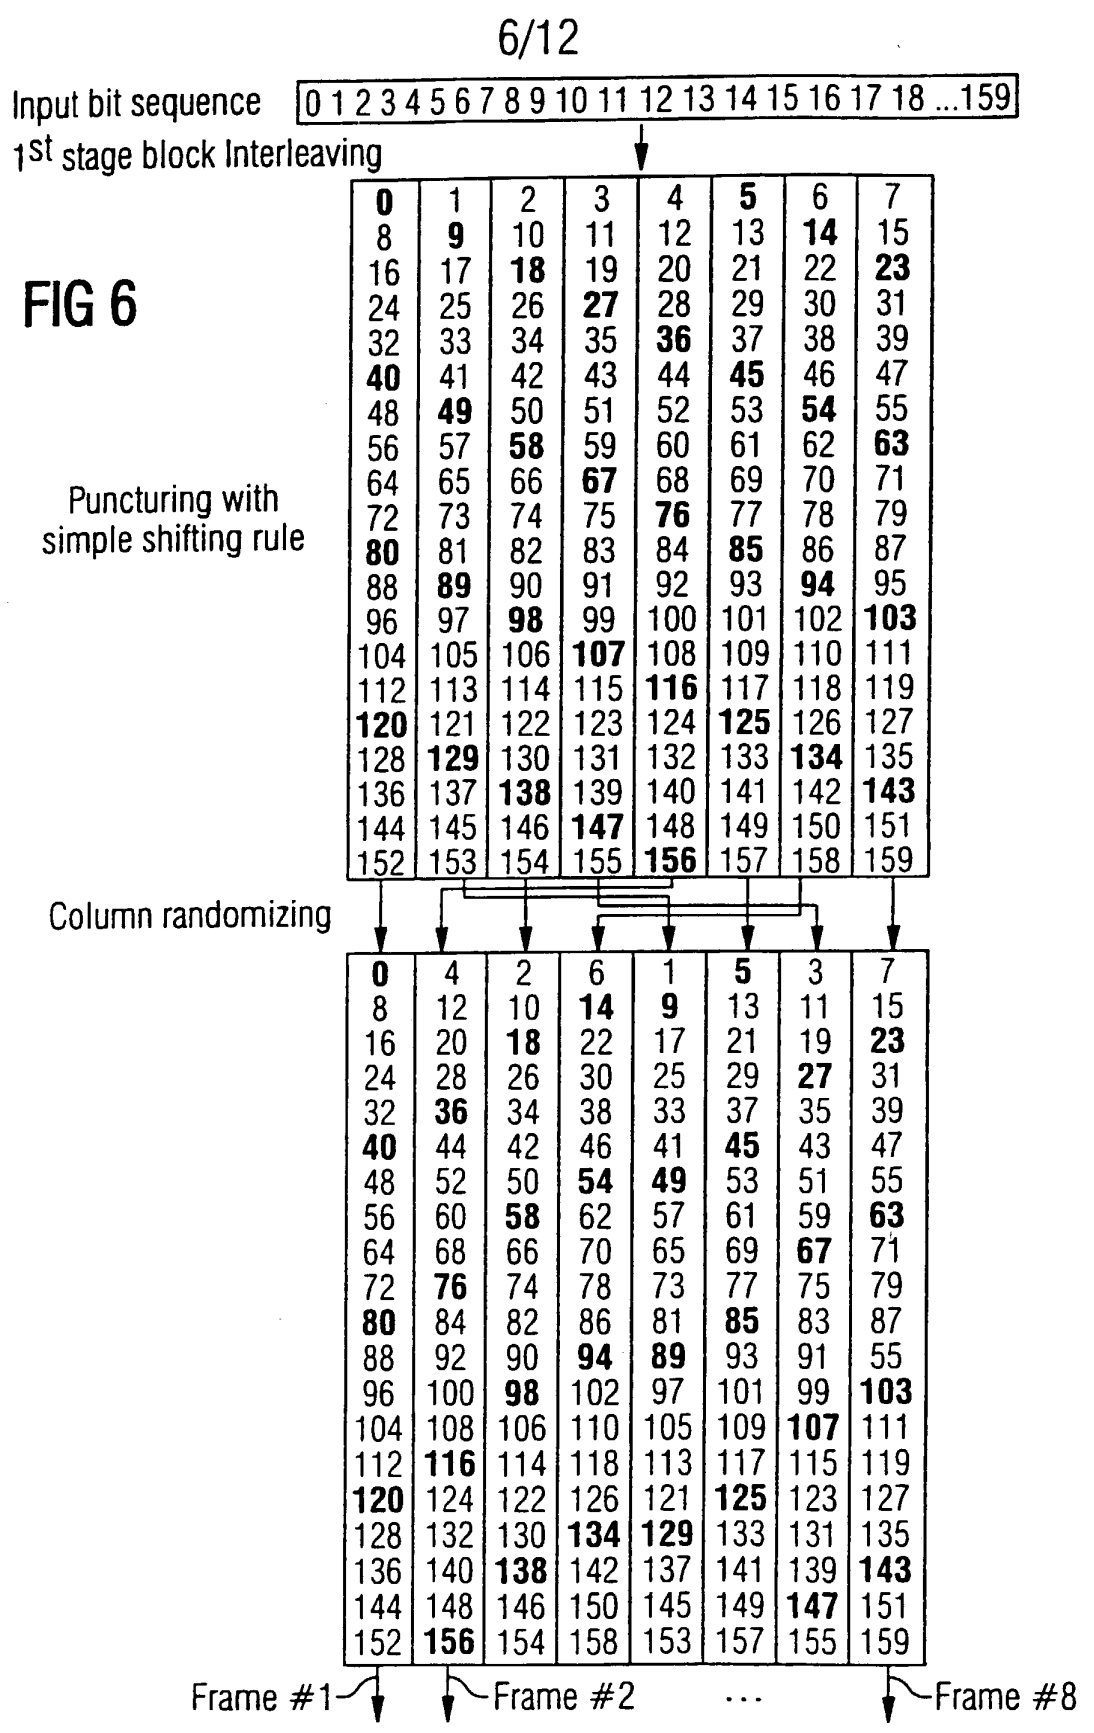 6/12
Input bit sequence 0 1 2 3 4 5 6 7 8 9 10 11 12 13 14 15 16 17 18 ...159
1st stage block Interleaving
0 1 2 3 4 5 6 7
8 9 10 11 12 13 14 15
FIG 6
16 17 18 19 20 21 22 23
24 25 26 27 28 29 30 31
32 33 34 35 36 37 38 39
40 41 42 43 44 45 46 47
48 49 50 51 52 53 54 55
56 57 58 59 60 61 62 63
64 65 66 67 68 69 70 71
Puncturing with
simple shifting rule
72 73 74 75 76 77 78 79
80 81 82 83 84 85 86 87
88 89 90 91 92 93 94 95
96 97 98 99 100 101 102 103
104 105 106 107 108 109 110 111
112 113 114 115 116 117 118 119
120 121 122 123 124 125 126 127
128 129 130 131 132 133 134 135
136 137 138 139 140 141 142 143
144 145 146 147 148 149 150 151
152 153 154 155 156 157 158 159
Column randomizing
0 4 2 6 1 5 3 7
8 12 10 14 9 13 11 15
16 20 18 22 17 21 19 23
24 28 26 30 25 29 27 31
32 36 34 38 33 37 35 39
40 44 42 46 41 45 43 47
48 52 50 54 49 53 51 55
56 60 58 62 57 61 59 63
64 68 66 70 65 69 67 71
72 76 74 78 73 77 75 79
80 84 82 86 81 85 83 87
88 92 90 94 89 93 91 55
96 100 98 102 97 101 99 103
104 108 106 110 105 109 107 111
112 116 114 118 113 117 115 119
120 124 122 126 121 125 123 127
128 132 130 134 129 133 131 135
136 140 138 142 137 141 139 143
144 148 146 150 145 149 147 151
152 156 154 158 153 157 155 159
Frame #1 Frame #2 ... Frame #8